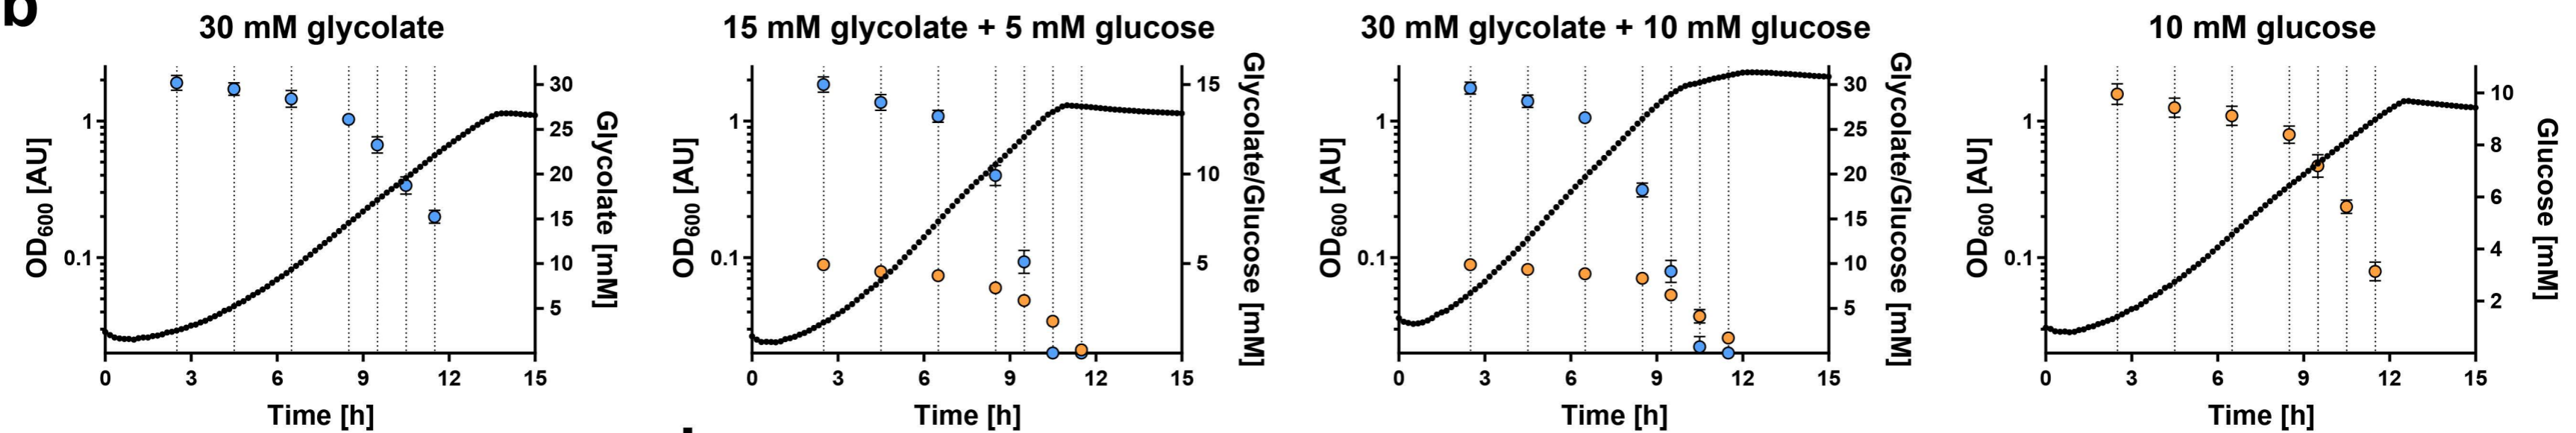 b
30 mM glycolate
OD600 [AU]
1
0.1
30
25
20
15
10
5
Glycolate [mM]
0 3 6 9 12 15
Time [h]
15 mM glycolate + 5 mM glucose
OD600 [AU]
1
0.1
15
10
5
Glycolate/Glucose [mM]
0 3 6 9 12 15
Time [h]
30 mM glycolate + 10 mM glucose
OD600 [AU]
1
0.1
30
25
20
15
10
5
Glycolate/Glucose [mM]
0 3 6 9 12 15
Time [h]
10 mM glucose
OD600 [AU]
1
0.1
10
8
6
4
2
Glucose [mM]
0 3 6 9 12 15
Time [h]